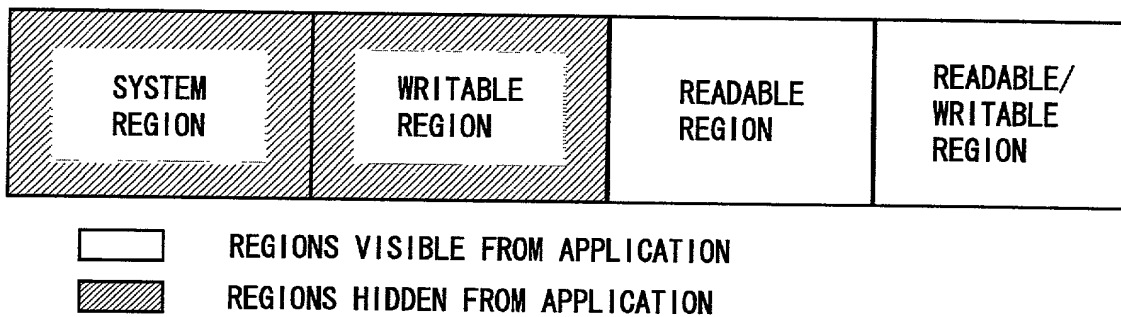 SYSTEM
REGION
WRITABLE
REGION
READABLE
REGION
READABLE/
WRITABLE
REGION
REGIONS VISIBLE FROM APPLICATION
REGIONS HIDDEN FROM APPLICATION